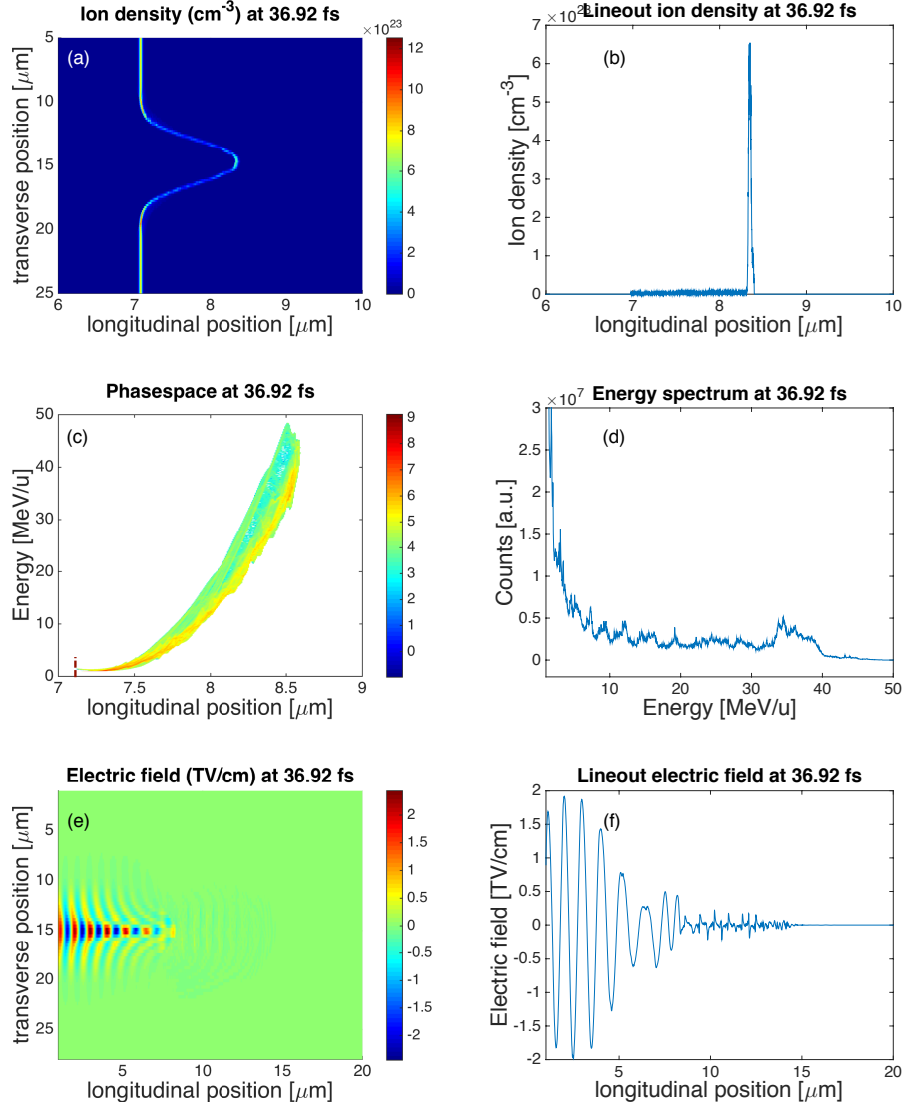 Ion density (cm⁻³) at 36.92 fs
×10²³
(a)
5
10
15
20
25
transverse position [μm]
6 7 8 9 10
longitudinal position [μm]
12
10
8
6
4
2
0
Lineout ion density at 36.92 fs
(b)
7
6
5
4
3
2
1
0
Ion density [cm⁻³]
6 7 8 9 10
longitudinal position [μm]
Phasespace at 36.92 fs
(c)
50
40
30
20
10
0
Energy [MeV/u]
7 7.5 8 8.5 9
longitudinal position [μm]
9
8
7
6
5
4
3
2
1
0
Energy spectrum at 36.92 fs
×10⁷
(d)
3
2.5
2
1.5
1
0.5
0
Counts [a.u.]
10 20 30 40 50
Energy [MeV/u]
Electric field (TV/cm) at 36.92 fs
(e)
5
10
15
20
25
transverse position [μm]
5 10 15 20
longitudinal position [μm]
2
1.5
1
0.5
0
-0.5
-1
-1.5
-2
Lineout electric field at 36.92 fs
(f)
2
1.5
1
0.5
0
-0.5
-1
-1.5
-2
Electric field [TV/cm]
5 10 15 20
longitudinal position [μm]